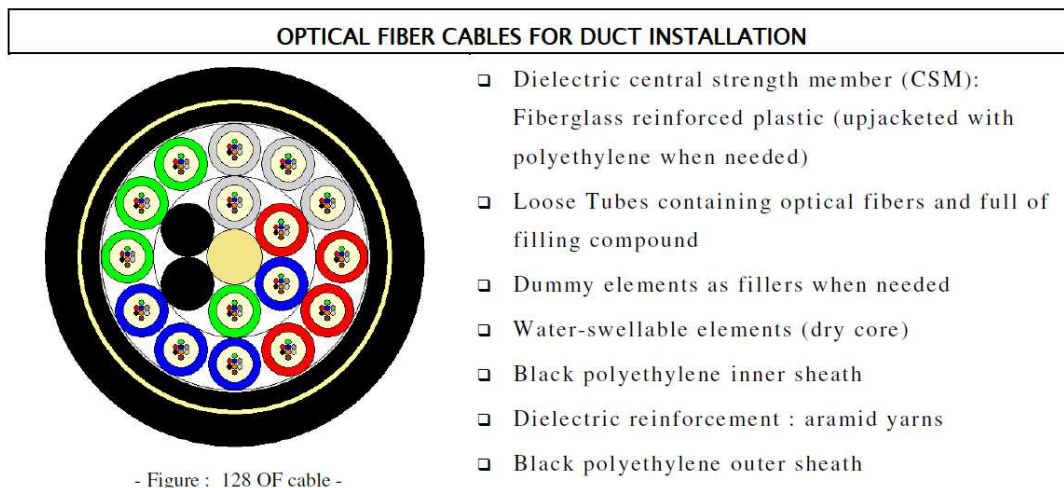 OPTICAL FIBER CABLES FOR DUCT INSTALLATION
❑ Dielectric central strength member (CSM):
Fiberglass reinforced plastic (upjacketed with
polyethylene when needed)
❑ Loose Tubes containing optical fibers and full of
filling compound
❑ Dummy elements as fillers when needed
❑ Water-swellable elements (dry core)
❑ Black polyethylene inner sheath
❑ Dielectric reinforcement : aramid yarns
❑ Black polyethylene outer sheath
- Figure : 128 OF cable -